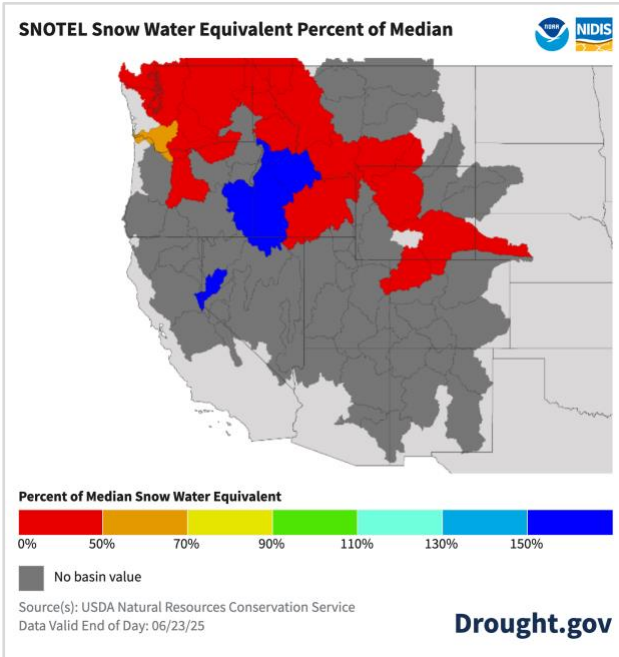 SNOTEL Snow Water Equivalent Percent of Median
NOAA
NIDIS
Percent of Median Snow Water Equivalent
0% 50% 70% 90% 110% 130% 150%
No basin value
Source(s): USDA Natural Resources Conservation Service
Data Valid End of Day: 06/23/25
Drought.gov